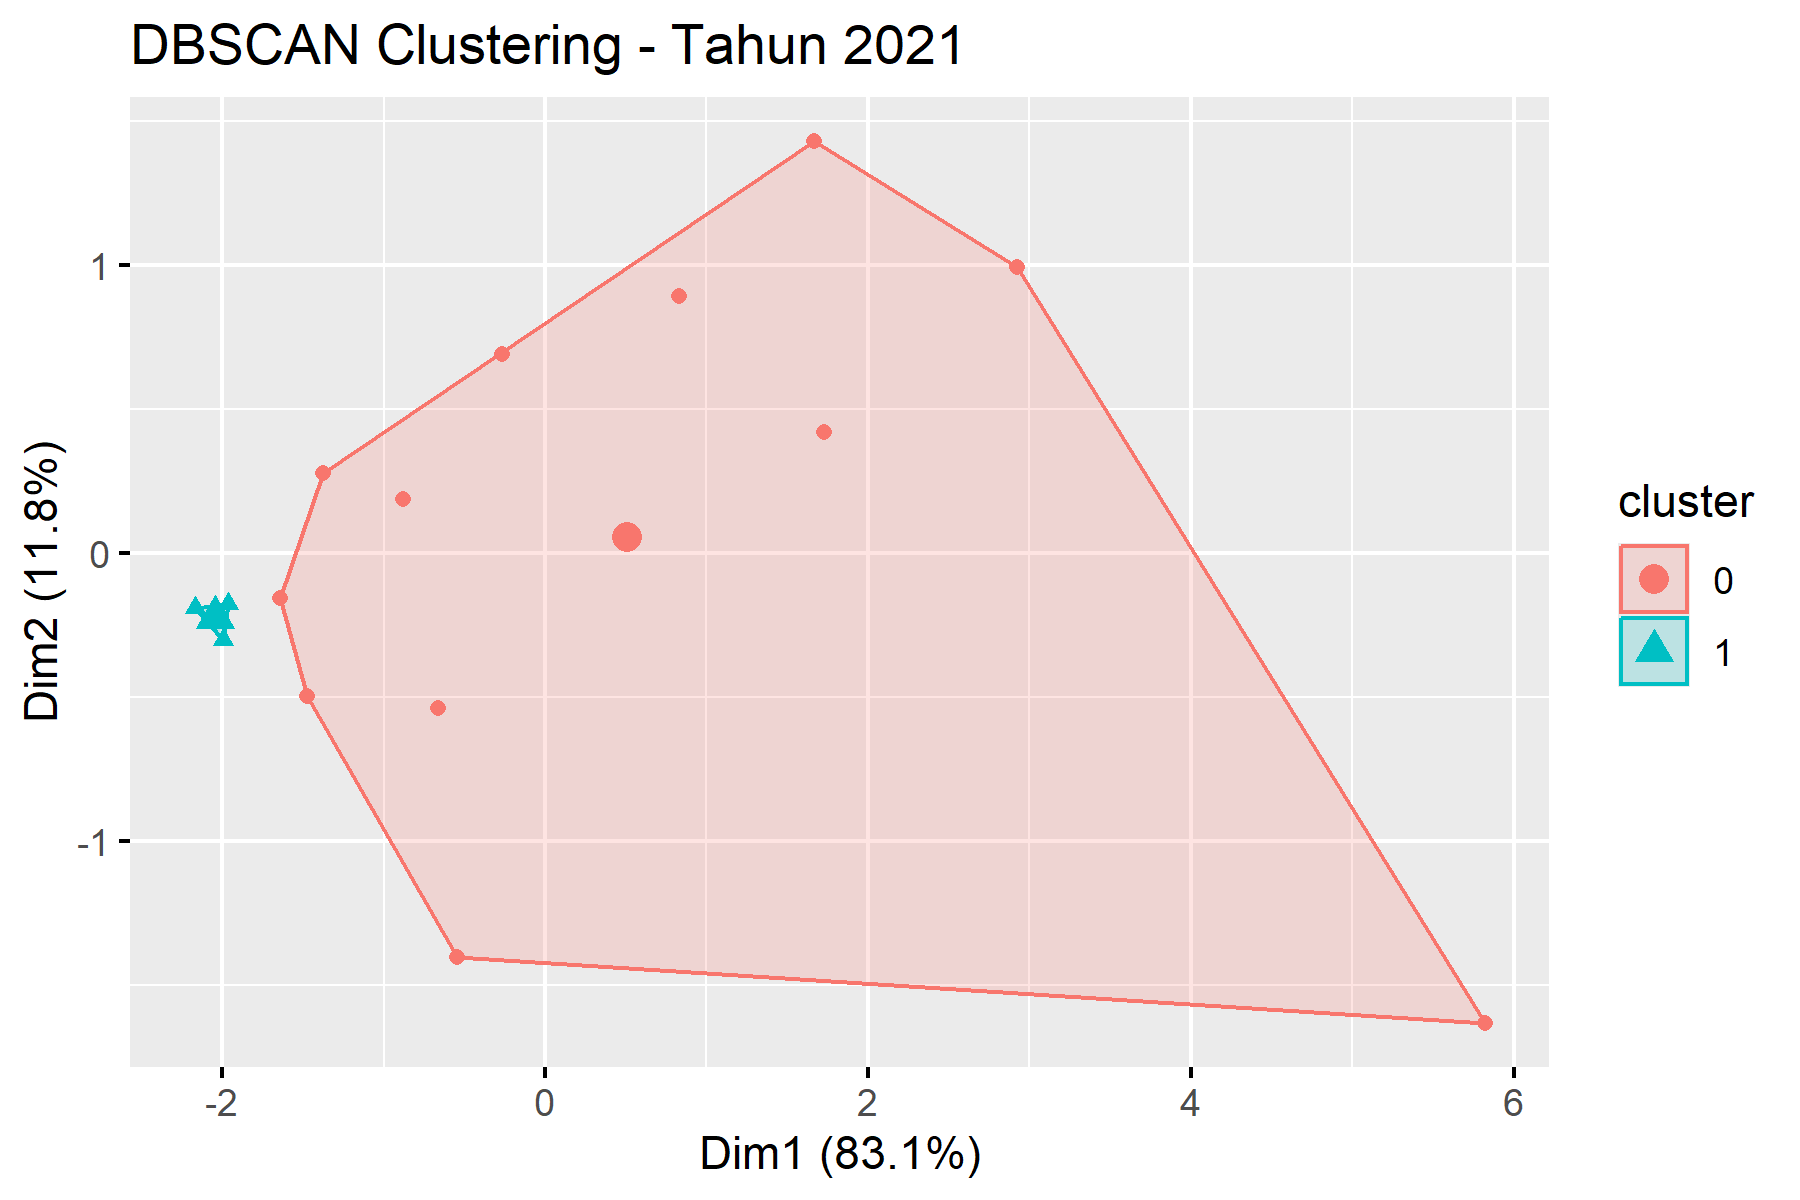 DBSCAN Clustering - Tahun 2021
1
0
-1
Dim2 (11.8%)
-2
0
2
4
6
Dim1 (83.1%)
cluster
0
1